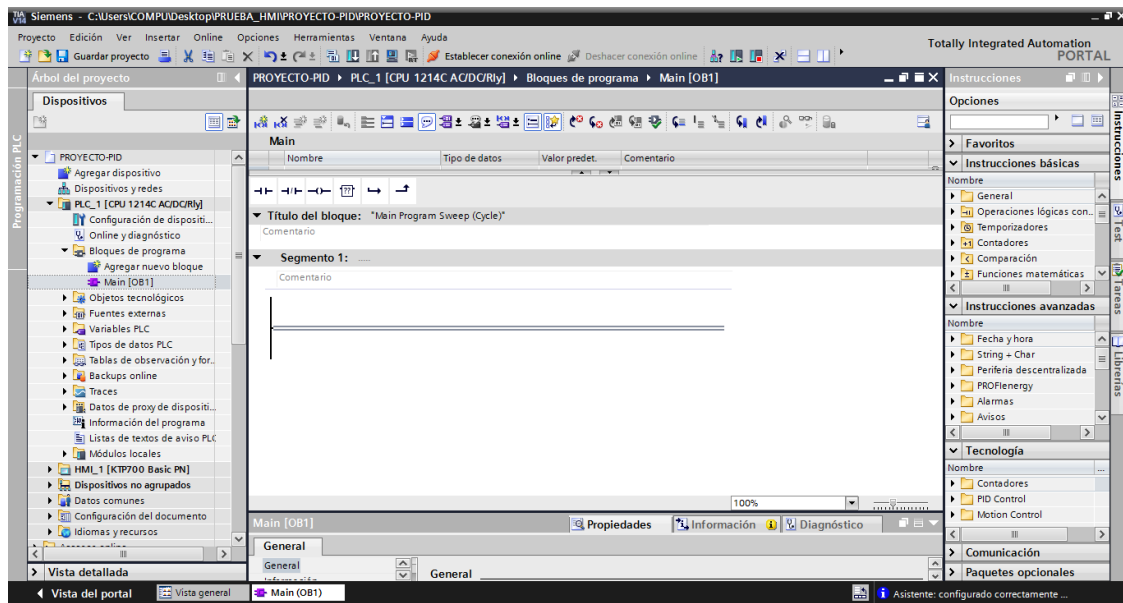 TIA V14 Siemens - C:\Users\COMPU\Desktop\PRUEBA_HMI\PROYECTO-PID\PROYECTO-PID
Proyecto Edición Ver Insertar Online Opciones Herramientas Ventana Ayuda
Totally Integrated Automation
PORTAL
Guardar proyecto Establecer conexión online Deshacer conexión online
Árbol del proyecto
Dispositivos
Programación PLC
PROYECTO-PID
Agregar dispositivo
Dispositivos y redes
PLC_1 [CPU 1214C AC/DC/Rly]
Configuración de dispositi...
Online y diagnóstico
Bloques de programa
Agregar nuevo bloque
Main [OB1]
Objetos tecnológicos
Fuentes externas
Variables PLC
Tipos de datos PLC
Tablas de observación y for..
Backups online
Traces
Datos de proxy de dispositi...
Información del programa
Listas de textos de aviso PLC
Módulos locales
HMI_1 [KTP700 Basic PN]
Dispositivos no agrupados
Datos comunes
Configuración del documento
Idiomas y recursos
Vista detallada
PROYECTO-PID PLC_1 [CPU 1214C AC/DC/Rly] Bloques de programa Main [OB1]
Main
Nombre Tipo de datos Valor predet. Comentario
??
Título del bloque: "Main Program Sweep (Cycle)"
Comentario
Segmento 1: .....
Comentario
100%
Main [OB1]
Propiedades Información Diagnóstico
General
General
General
Instrucciones
Opciones
Favoritos
Instrucciones básicas
Nombre
General
Operaciones lógicas con..
Temporizadores
Contadores
Comparación
Funciones matemáticas
Instrucciones avanzadas
Nombre
Fecha y hora
String + Char
Periferia descentralizada
PROFIenergy
Alarmas
Avisos
Tecnología
Nombre ...
Contadores
PID Control
Motion Control
Comunicación
Paquetes opcionales
Instrucciones
Test
Tareas
Librerías
Vista del portal Vista general Main (OB1) Asistente: configurado correctamente ...